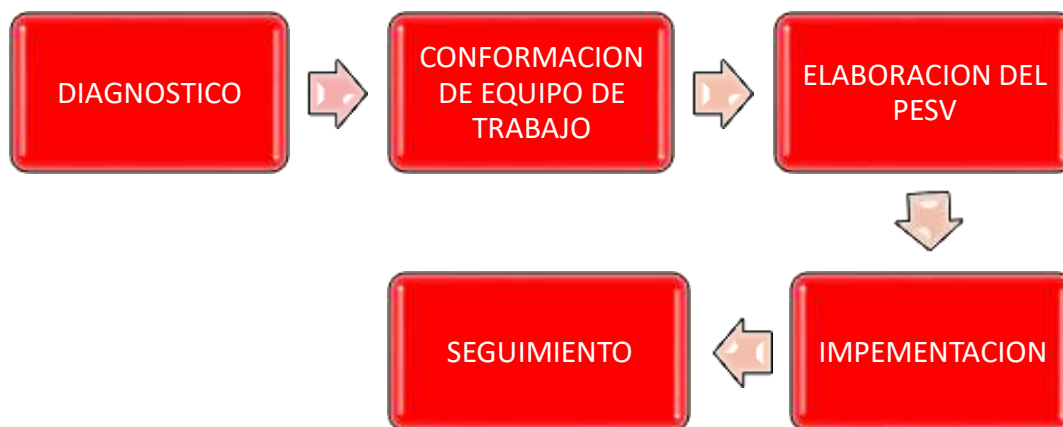 DIAGNOSTICO
CONFORMACION
DE EQUIPO DE
TRABAJO
ELABORACION DEL
PESV
IMPEMENTACION
SEGUIMIENTO